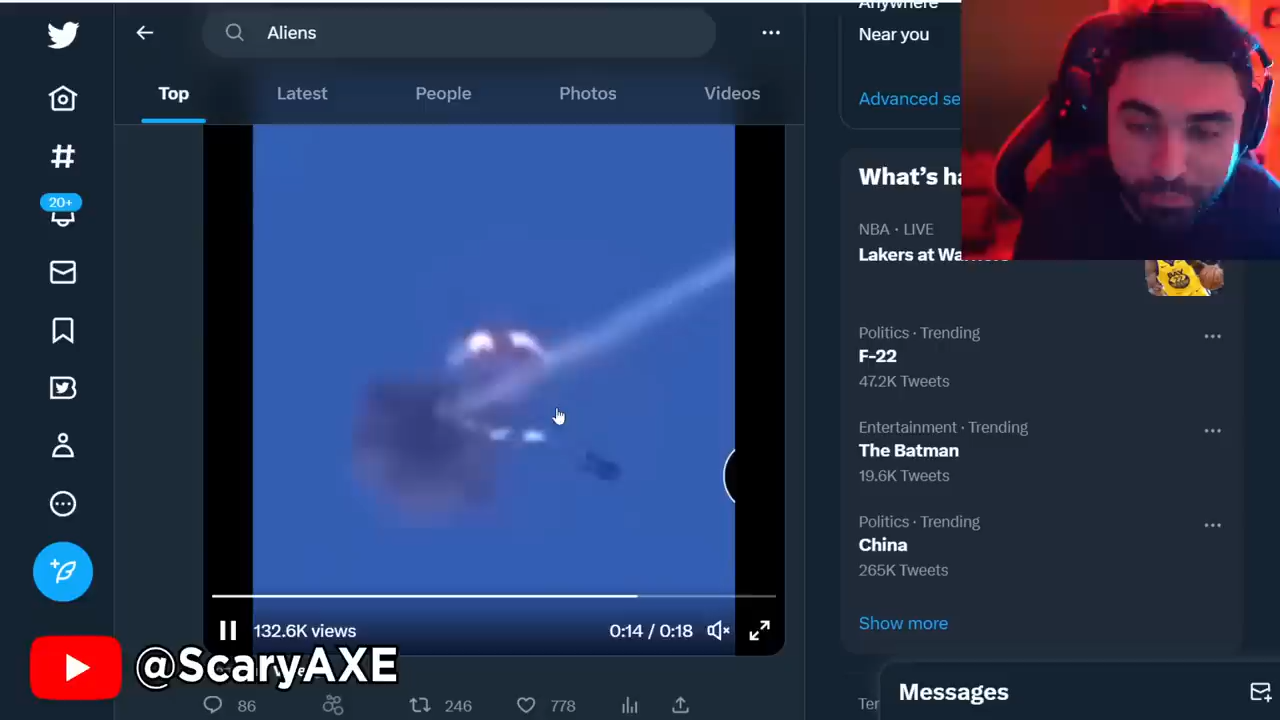 Aliens
Top
Latest
People
Photos
Videos
20+
132.6K views
0:14 / 0:18
@ScaryAXE
86
246
778
Near you
Advanced se
What's ha
NBA · LIVE
Lakers at Wa
Politics · Trending
F-22
47.2K Tweets
Entertainment · Trending
The Batman
19.6K Tweets
Politics · Trending
China
265K Tweets
Show more
Messages
Ter